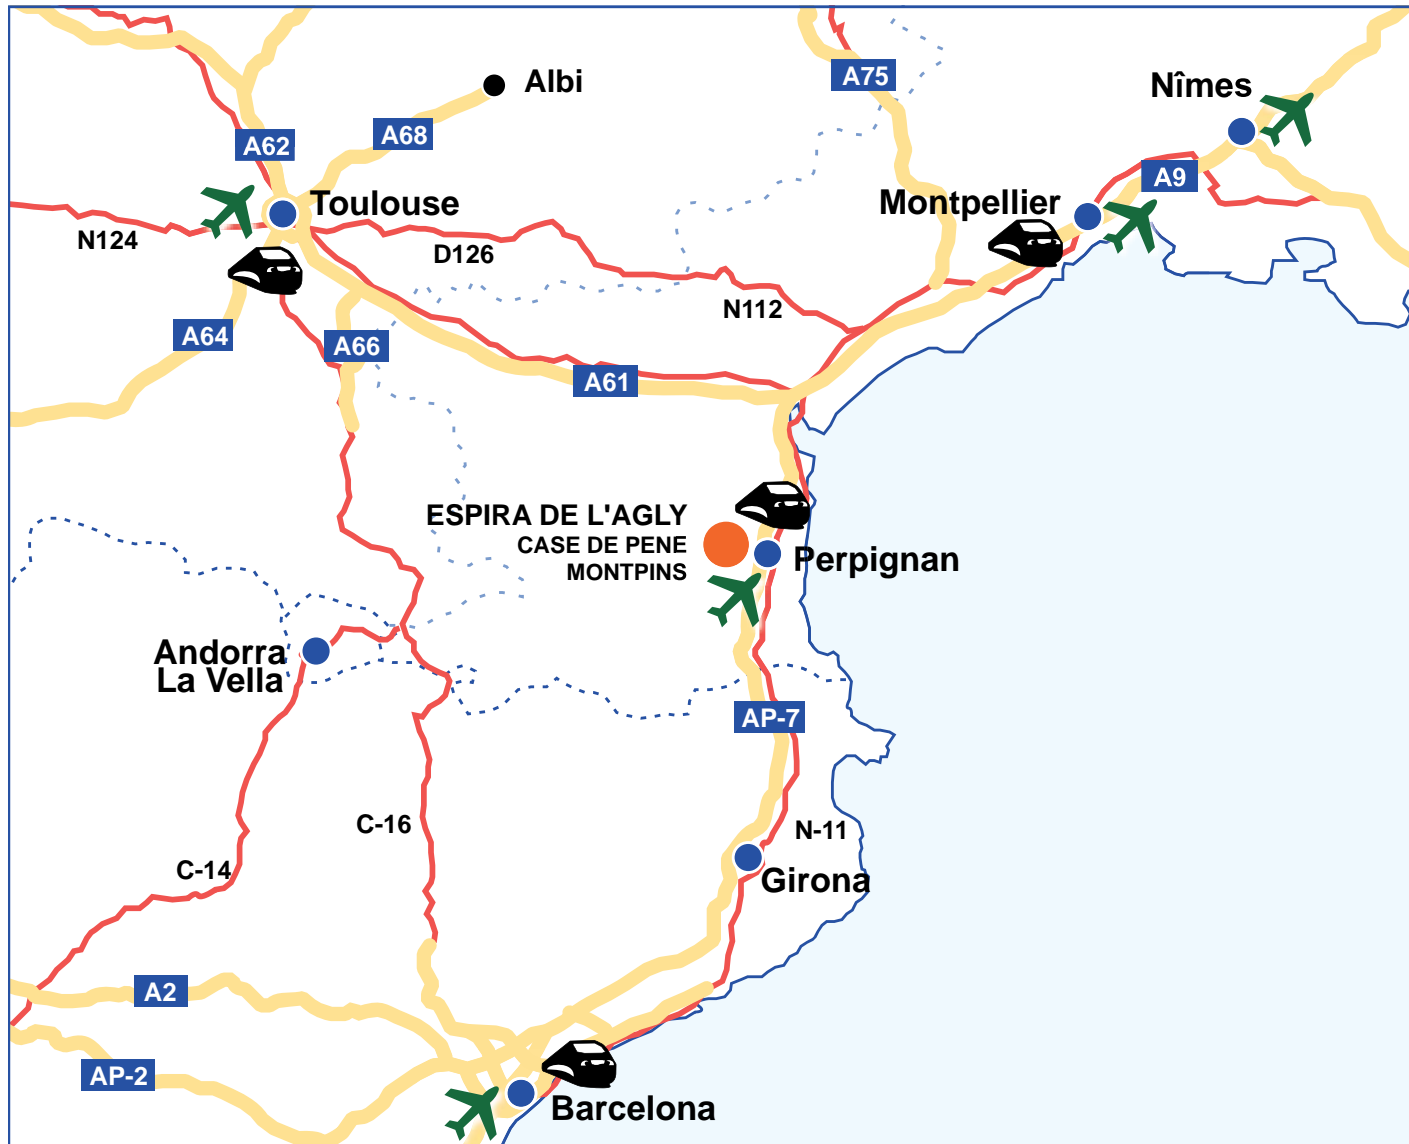 Albi
A75
Nîmes
A68
A62
A9
Toulouse
Montpellier
N124
D126
N112
A64
A66
A61
ESPIRA DE L'AGLY
CASE DE PENE
MONTPINS
Perpignan
Andorra
La Vella
AP-7
C-16
N-11
C-14
Girona
A2
AP-2
Barcelona